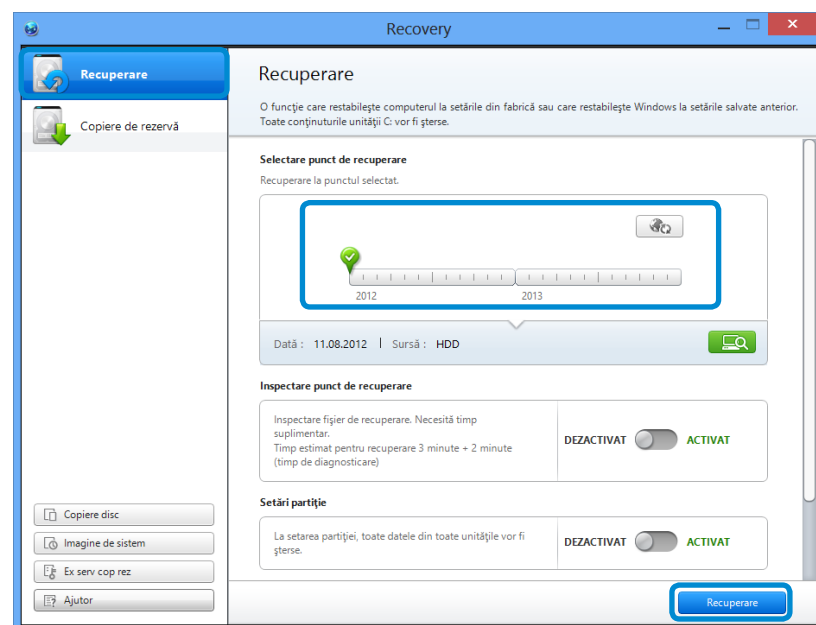 Recovery
Recuperare
Copiere de rezervă
Copiere disc
Imagine de sistem
Ex serv cop rez
Ajutor
Recuperare
O funcţie care restabileşte computerul la setările din fabrică sau care restabileşte Windows la setările salvate anterior.
Toate conţinuturile unităţii C: vor fi şterse.
Selectare punct de recuperare
Recuperare la punctul selectat.
2012 2013
Dată : 11.08.2012 | Sursă : HDD
Inspectare punct de recuperare
Inspectare fişier de recuperare. Necesită timp
suplimentar.
Timp estimat pentru recuperare 3 minute + 2 minute
(timp de diagnosticare)
DEZACTIVAT ACTIVAT
Setări partiţie
La setarea partiţiei, toate datele din toate unităţile vor fi
şterse.
DEZACTIVAT ACTIVAT
Recuperare